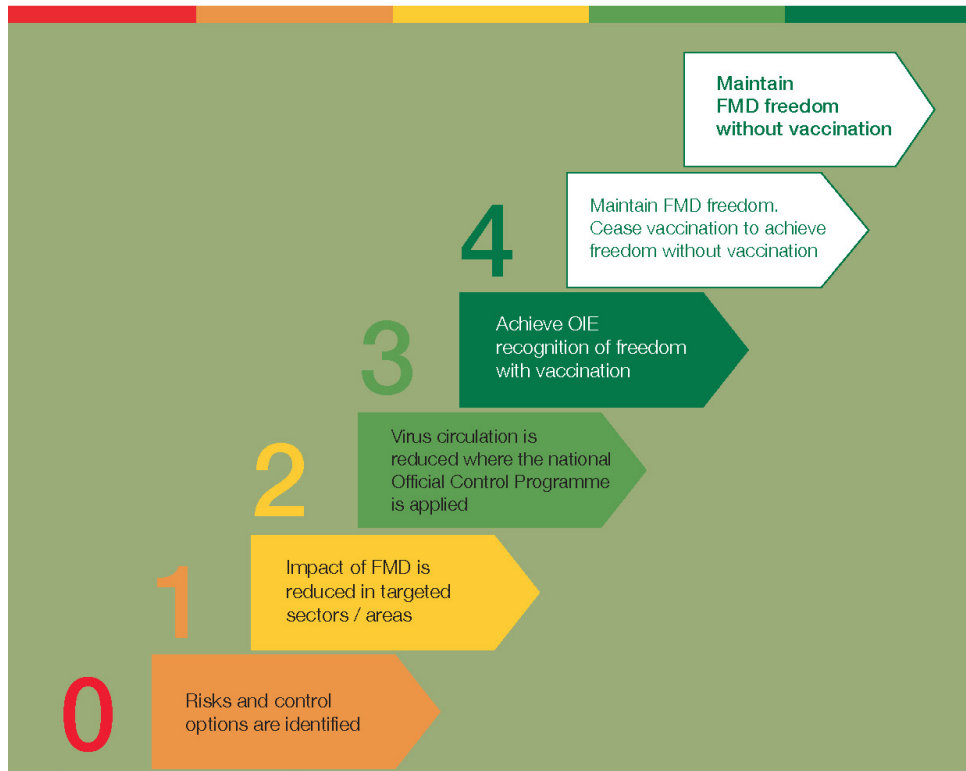 Maintain
FMD freedom
without vaccination
Maintain FMD freedom.
Cease vaccination to achieve
freedom without vaccination
4
Achieve OIE
recognition of freedom
with vaccination
3
Virus circulation is
reduced where the national
Official Control Programme
is applied
2
Impact of FMD is
reduced in targeted
sectors / areas
1
Risks and control
options are identified
0